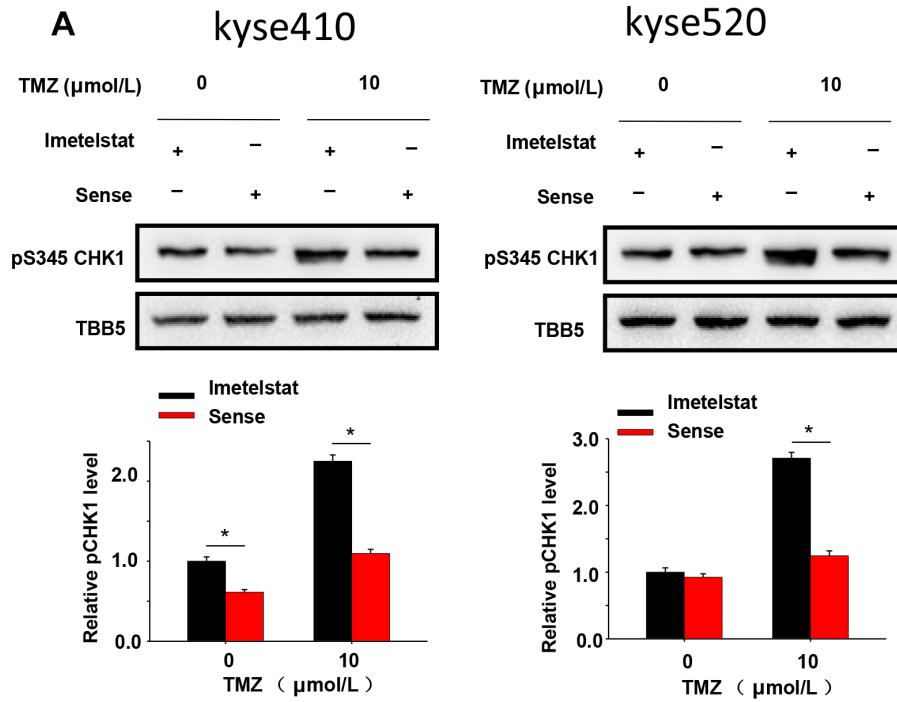 A
kyse410
TMZ (μmol/L) 0 10
Imetelstat + – + –
Sense – + – +
pS345 CHK1
TBB5
Imetelstat
Sense
Relative pCHK1 level
2.0
1.0
0.0
*
*
0 10
TMZ ( μmol/L )
kyse520
TMZ (μmol/L) 0 10
Imetelstat + – + –
Sense – + – +
pS345 CHK1
TBB5
Imetelstat
Sense
Relative pCHK1 level
3.0
2.0
1.0
0.0
*
0 10
TMZ ( μmol/L )